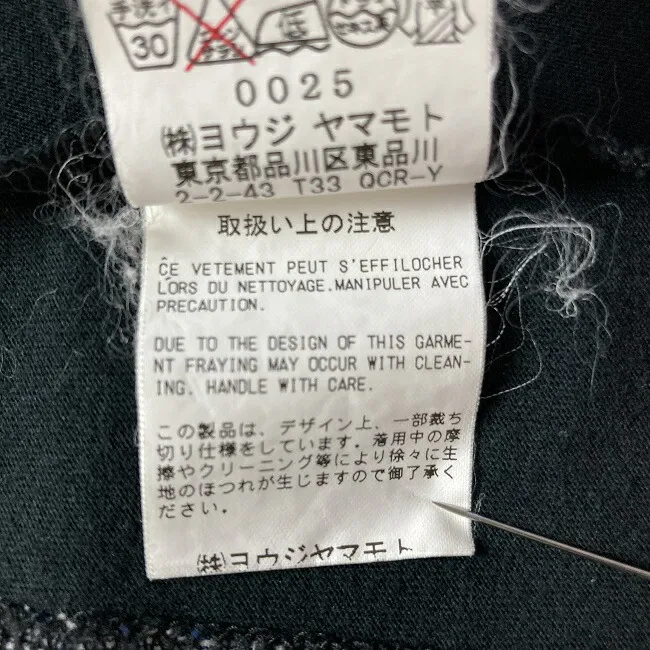 手洗イ
30
低
0025
㈱ヨウジ ヤマモト
東京都品川区東品川
2-2-43 T33 QCR-Y
取扱い上の注意
CE VETEMENT PEUT S'EFFILOCHER
LORS DU NETTOYAGE.MANIPULER AVEC
PRECAUTION.
DUE TO THE DESIGN OF THIS GARME-
NT FRAYING MAY OCCUR WITH CLEAN-
ING. HANDLE WITH CARE.
この製品は、デザイン上、一部裁ち
切り仕様をしています。着用中の摩
擦やクリーニング等により徐々に生
地のほつれが生じますので御了承く
ださい。
㈱ヨウジヤマモト